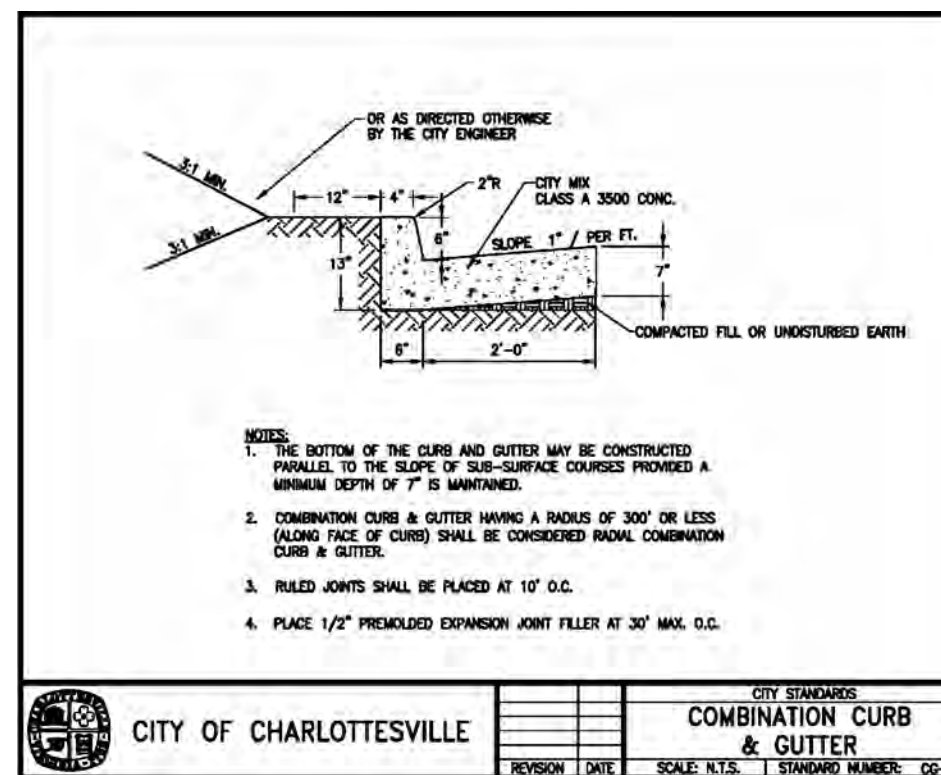 OR AS DIRECTED OTHERWISE
BY THE CITY ENGINEER
3:1 MIN.
3:1 MIN.
12"
4"
2"R
CITY MIX
CLASS A 3500 CONC.
6"
SLOPE 1" / PER FT.
13"
7"
COMPACTED FILL OR UNDISTURBED EARTH
6"
2'-0"
NOTES:
1. THE BOTTOM OF THE CURB AND GUTTER MAY BE CONSTRUCTED
PARALLEL TO THE SLOPE OF SUB-SURFACE COURSES PROVIDED A
MINIMUM DEPTH OF 7" IS MAINTAINED.
2. COMBINATION CURB & GUTTER HAVING A RADIUS OF 300' OR LESS
(ALONG FACE OF CURB) SHALL BE CONSIDERED RADIAL COMBINATION
CURB & GUTTER.
3. RULED JOINTS SHALL BE PLACED AT 10' O.C.
4. PLACE 1/2" PREMOLDED EXPANSION JOINT FILLER AT 30' MAX. O.C.
CITY OF CHARLOTTESVILLE
REVISION DATE
CITY STANDARDS
COMBINATION CURB
& GUTTER
SCALE: N.T.S. STANDARD NUMBER: CG-